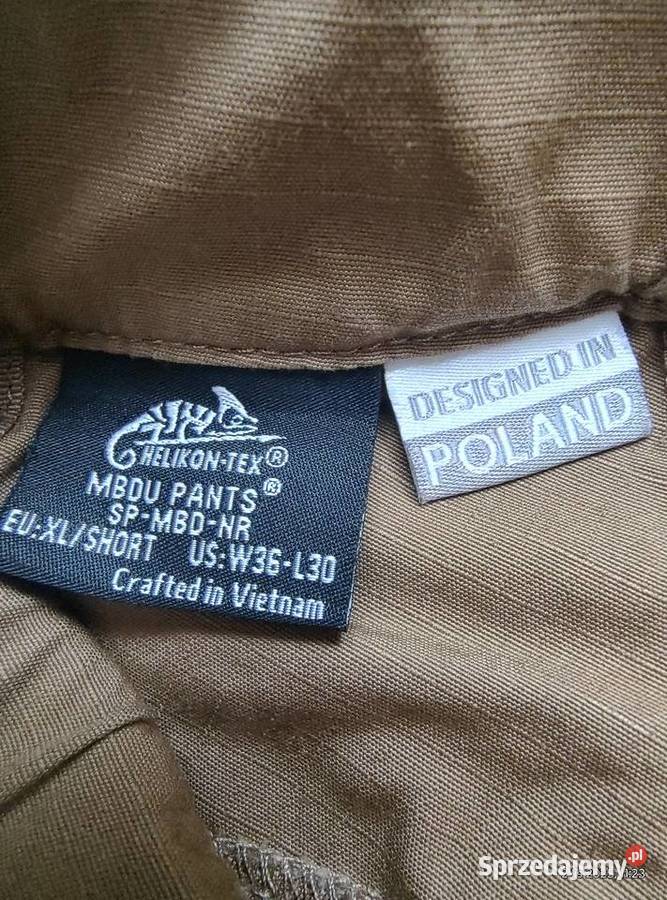 HELIKON-TEX®
MBDU PANTS®
SP-MBD-NR
EU:XL/SHORT US:W36-L30
Crafted in Vietnam
DESIGNED IN
POLAND
Sprzedajemy.pl